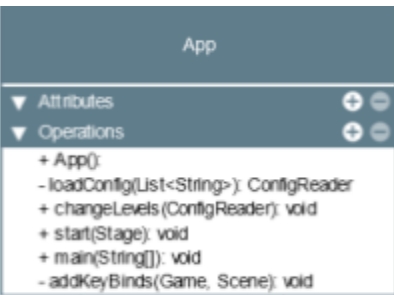 App
Attributes
Operations
+ App():
- loadConfig(List<String>): ConfigReader
+ changeLevels(ConfigReader): void
+ start(Stage): void
+ main(String[]): void
- addKeyBinds(Game, Scene): void